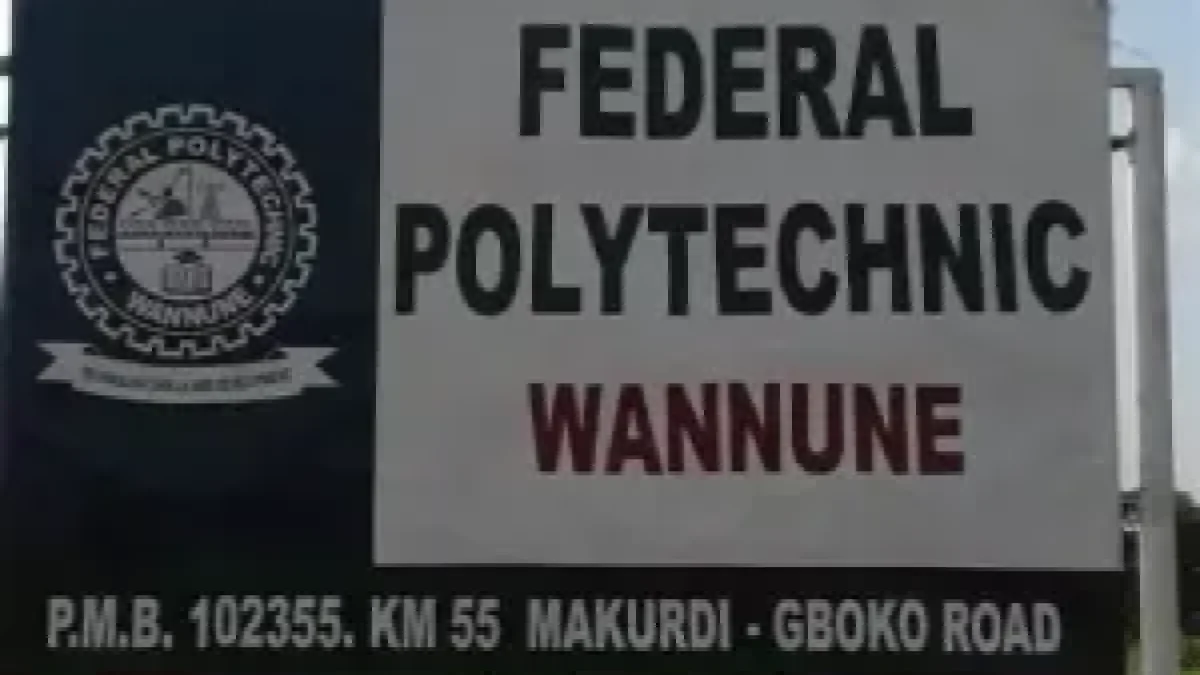 FEDERAL POLYTECHNIC
WANNUNE
FEDERAL
POLYTECHNIC
WANNUNE
P.M.B. 102355. KM 55 MAKURDI - GBOKO ROAD